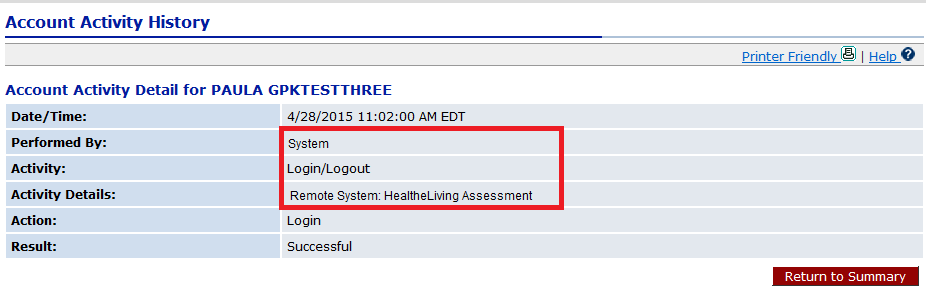 Account Activity History
Printer Friendly | Help ?
Account Activity Detail for PAULA GPKTESTTHREE
Date/Time: 4/28/2015 11:02:00 AM EDT
Performed By: System
Activity: Login/Logout
Activity Details: Remote System: HealtheLiving Assessment
Action: Login
Result: Successful
Return to Summary